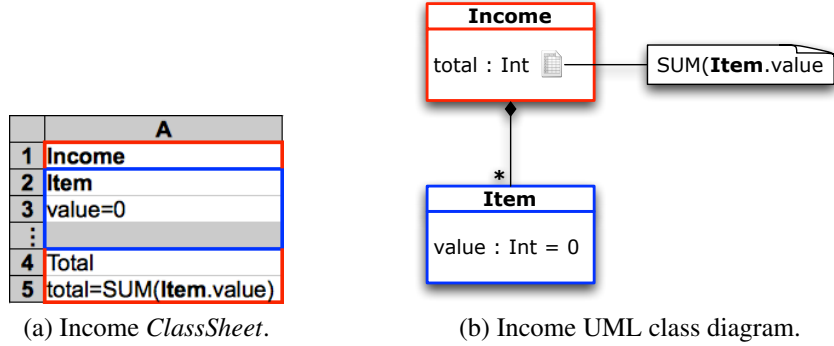 A
1 Income
2 Item
3 value=0
⋮
4 Total
5 total=SUM(Item.value)
(a) Income ClassSheet.
Income
total : Int
SUM(Item.value
*
Item
value : Int = 0
(b) Income UML class diagram.